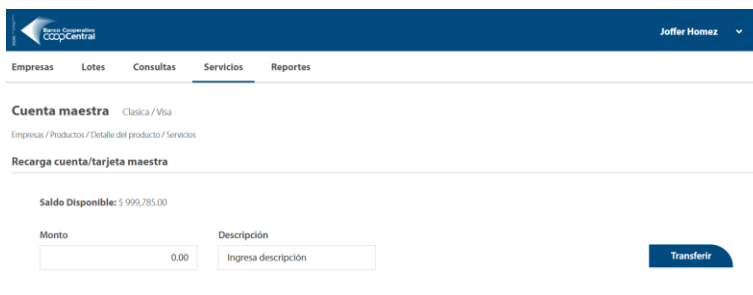 Banco Cooperativo
COOPCentral
Joffer Homez
Empresas Lotes Consultas Servicios Reportes
Cuenta maestra Clasica / Visa
Empresas / Productos / Detalle del producto / Servicios
Recarga cuenta/tarjeta maestra
Saldo Disponible: $ 999,785.00
Monto Descripción
0.00 Ingresa descripción
Transferir